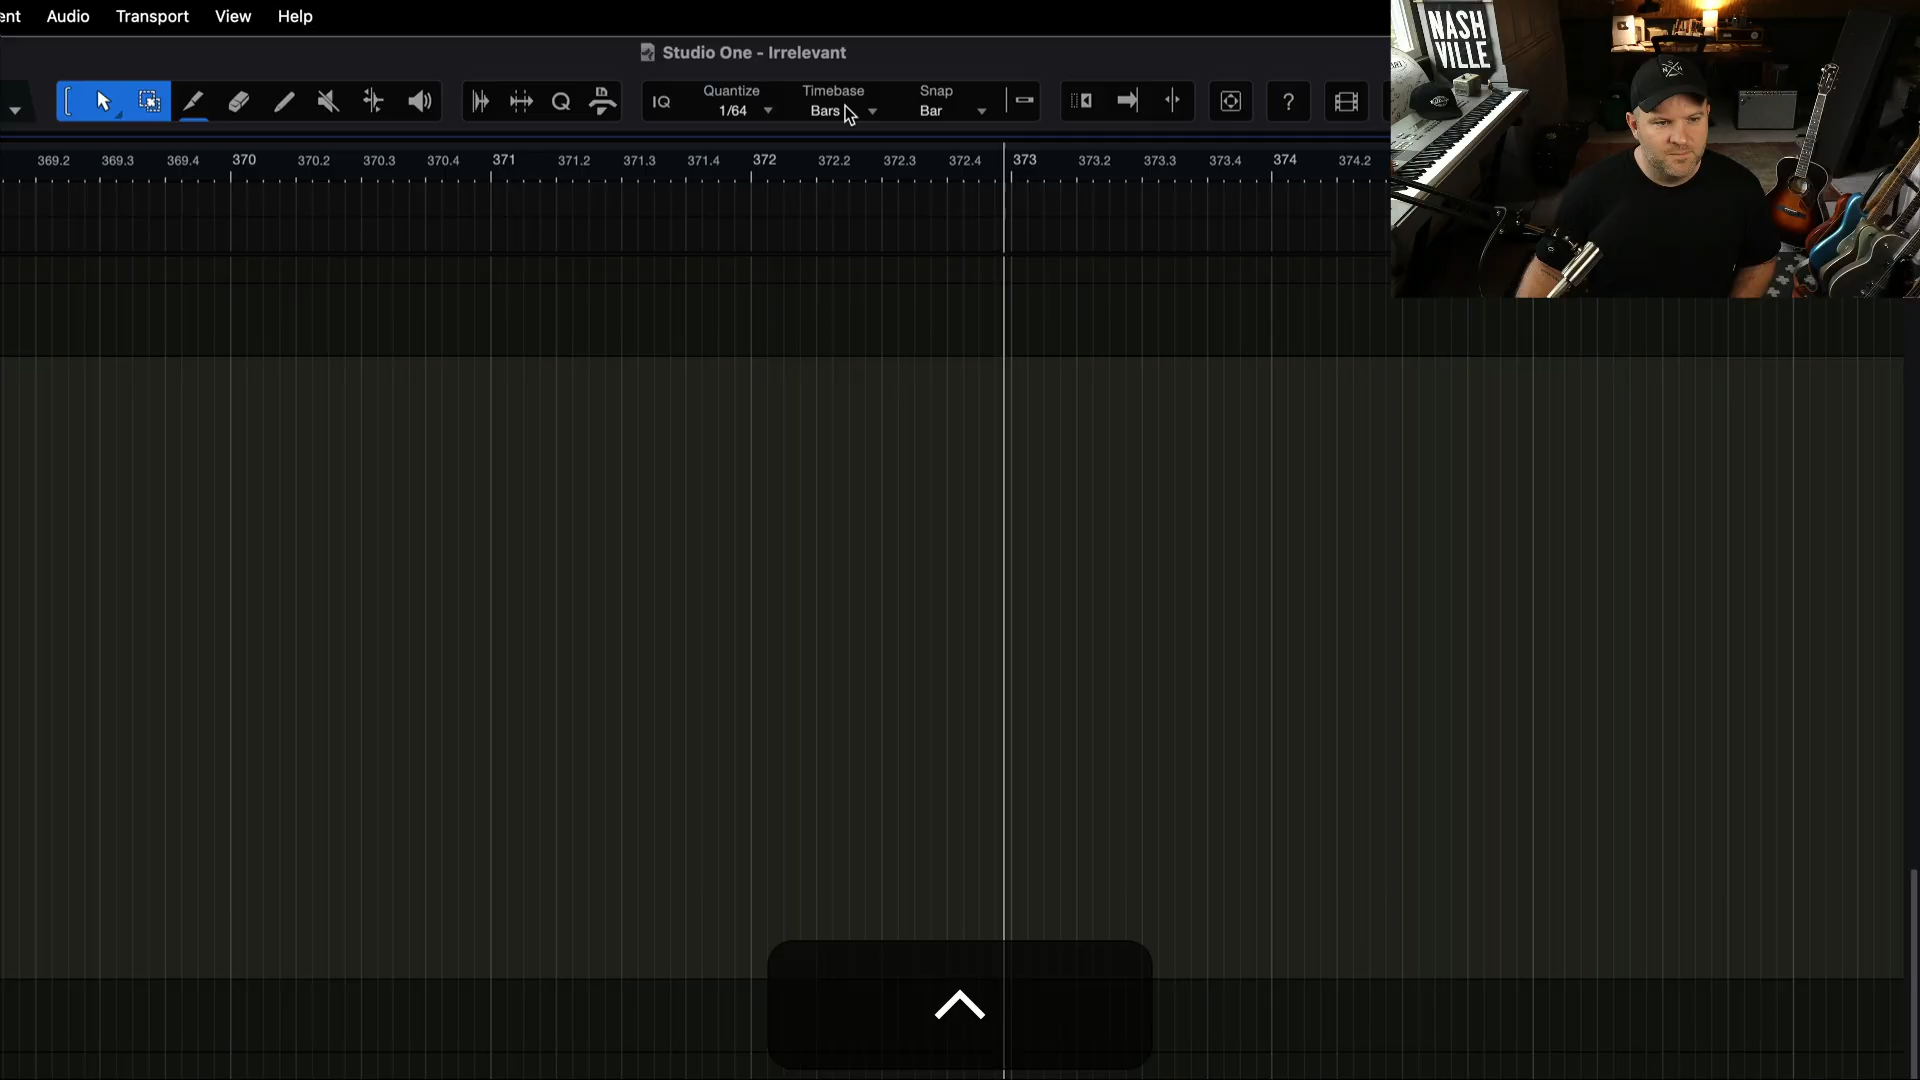 ent Audio Transport View Help
Studio One - Irrelevant
IQ Quantize 1/64 Timebase Bars Snap Bar ?
369.2 369.3 369.4 370 370.2 370.3 370.4 371 371.2 371.3 371.4 372 372.2 372.3 372.4 373 373.2 373.3 373.4 374 374.2
NASH
VILLE